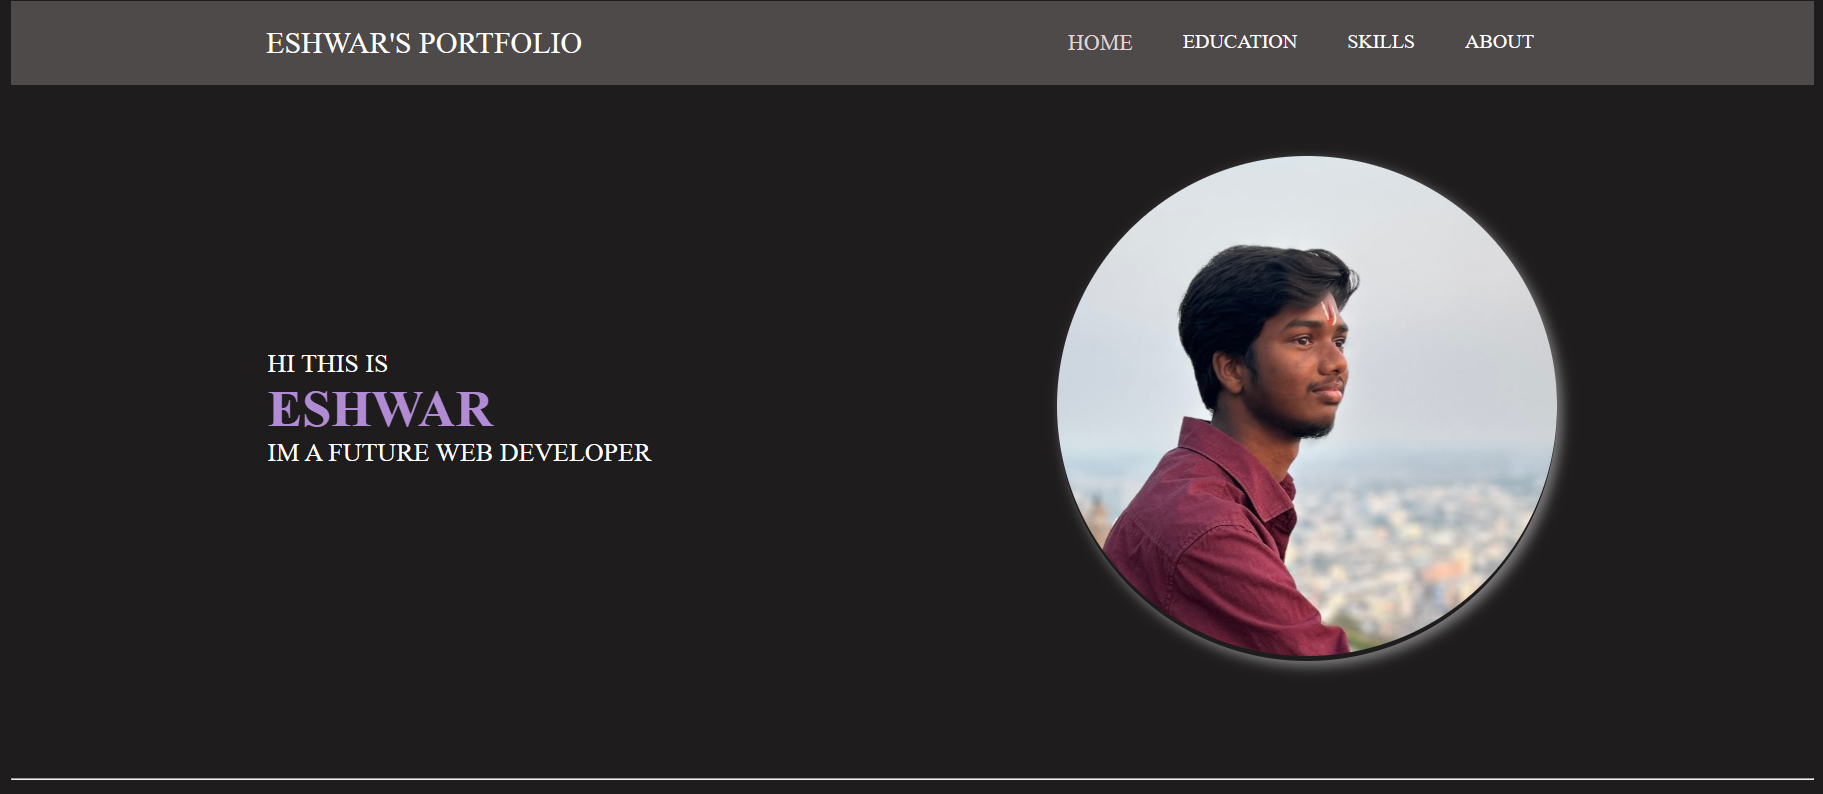 ESHWAR'S PORTFOLIO
HOME EDUCATION SKILLS ABOUT
HI THIS IS
ESHWAR
IM A FUTURE WEB DEVELOPER